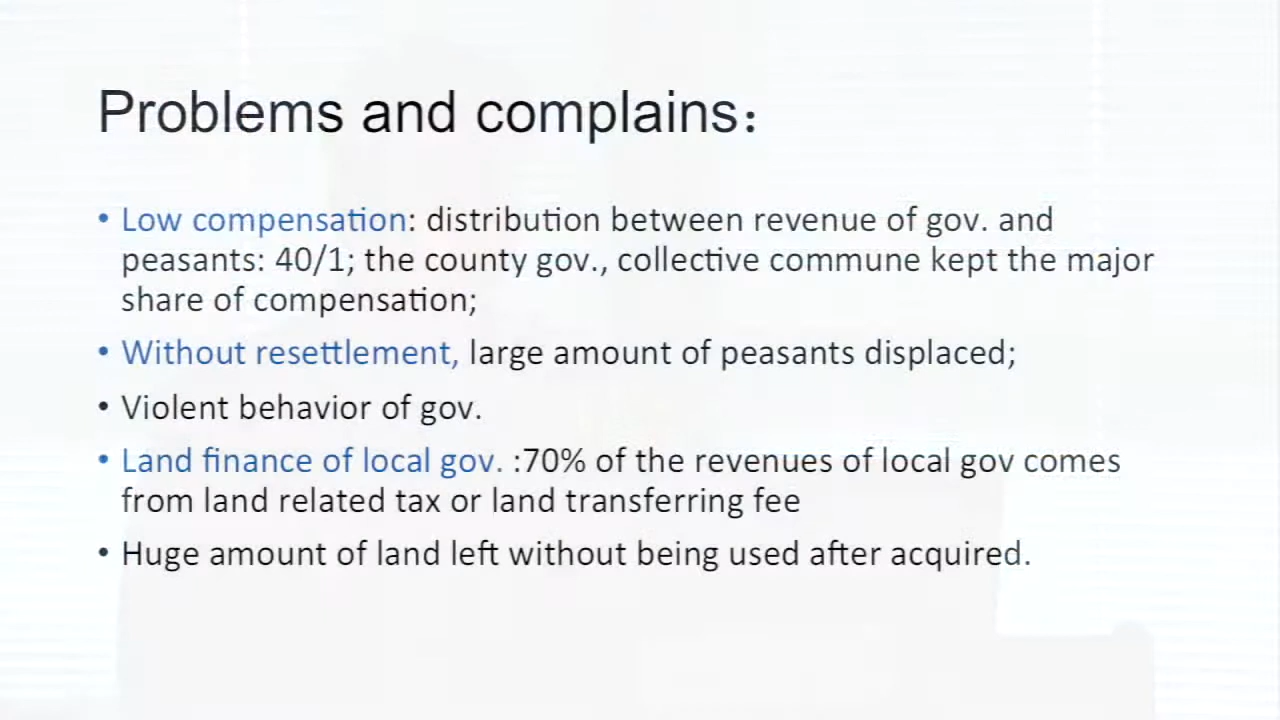 Problems and complains：
• Low compensation: distribution between revenue of gov. and
peasants: 40/1; the county gov., collective commune kept the major
share of compensation;
• Without resettlement, large amount of peasants displaced;
• Violent behavior of gov.
• Land finance of local gov. :70% of the revenues of local gov comes
from land related tax or land transferring fee
• Huge amount of land left without being used after acquired.